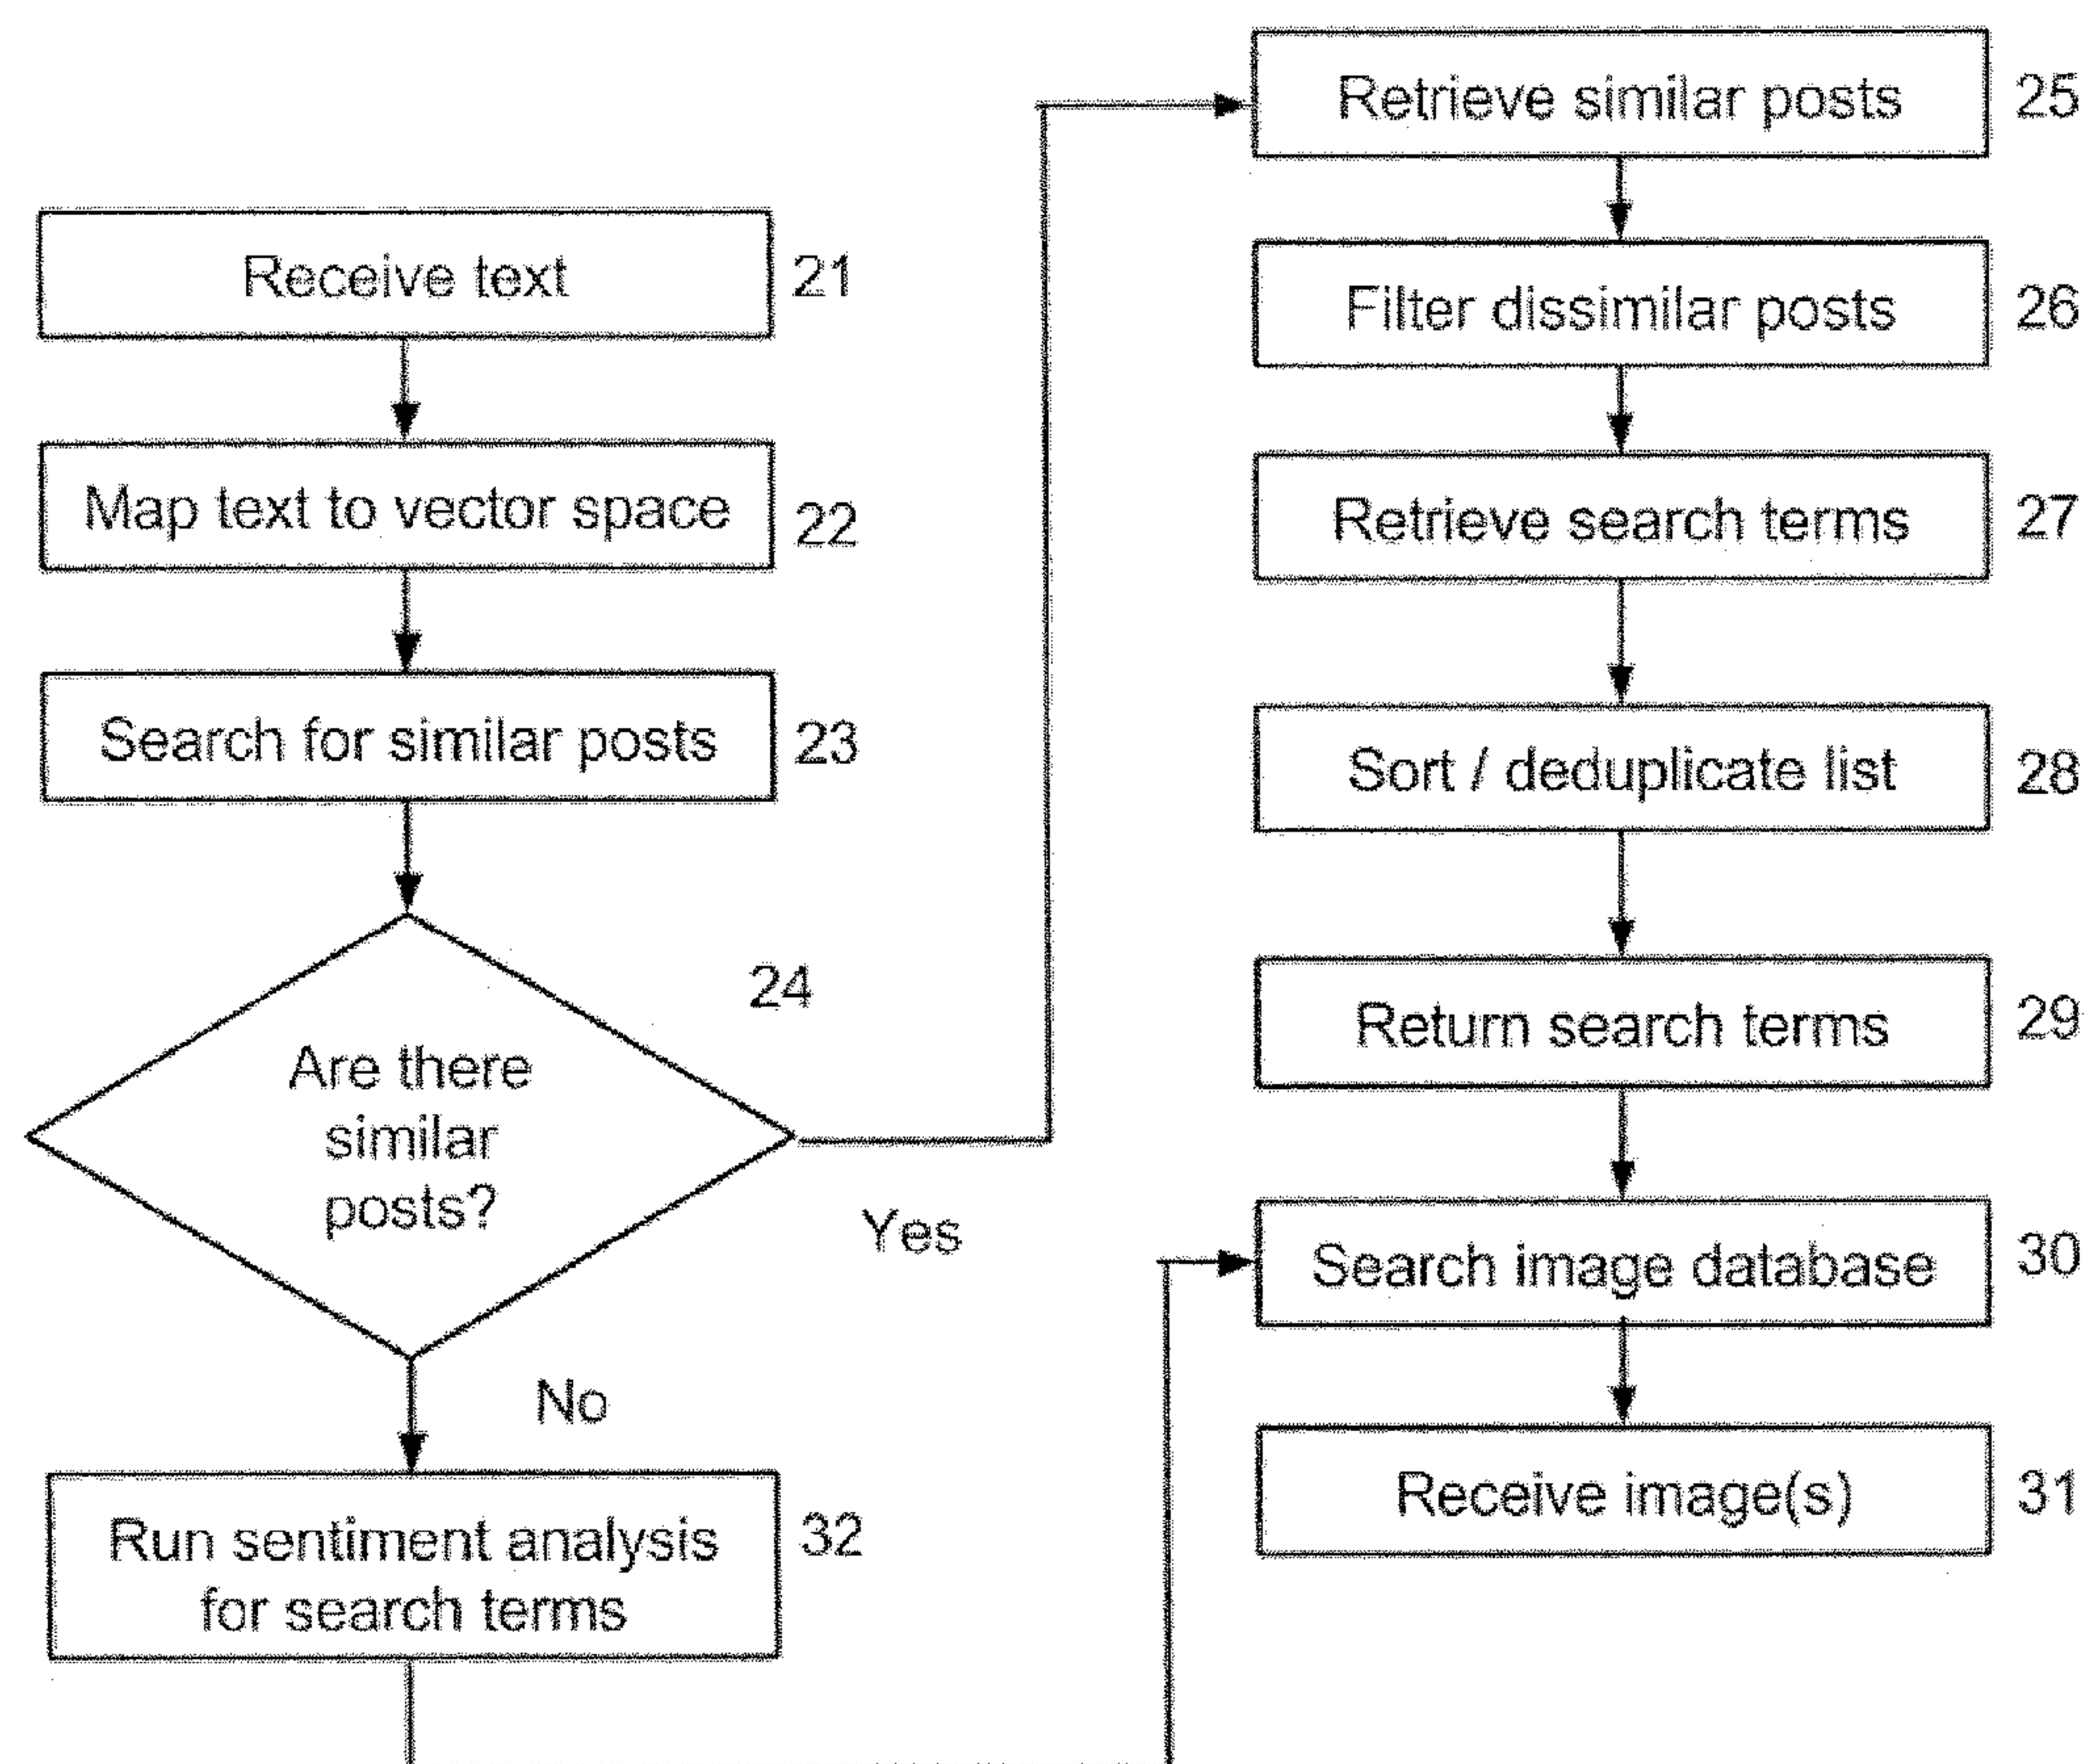 Receive text
21
Map text to vector space
22
Search for similar posts
23
24
Are there
similar
posts?
Yes
No
Run sentiment analysis
for search terms
32
Retrieve similar posts
25
Filter dissimilar posts
26
Retrieve search terms
27
Sort / deduplicate list
28
Return search terms
29
Search image database
30
Receive image(s)
31